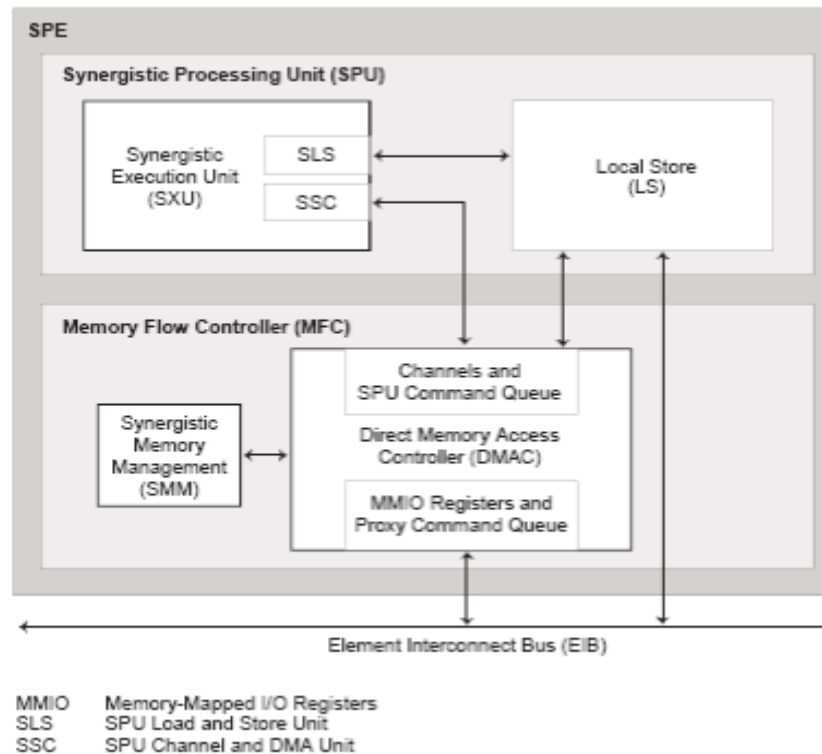 SPE
Synergistic Processing Unit (SPU)
Synergistic
Execution Unit
(SXU)
SLS
SSC
Local Store
(LS)
Memory Flow Controller (MFC)
Channels and
SPU Command Queue
Synergistic
Memory
Management
(SMM)
Direct Memory Access
Controller (DMAC)
MMIO Registers and
Proxy Command Queue
Element Interconnect Bus (EIB)
MMIO Memory-Mapped I/O Registers
SLS SPU Load and Store Unit
SSC SPU Channel and DMA Unit